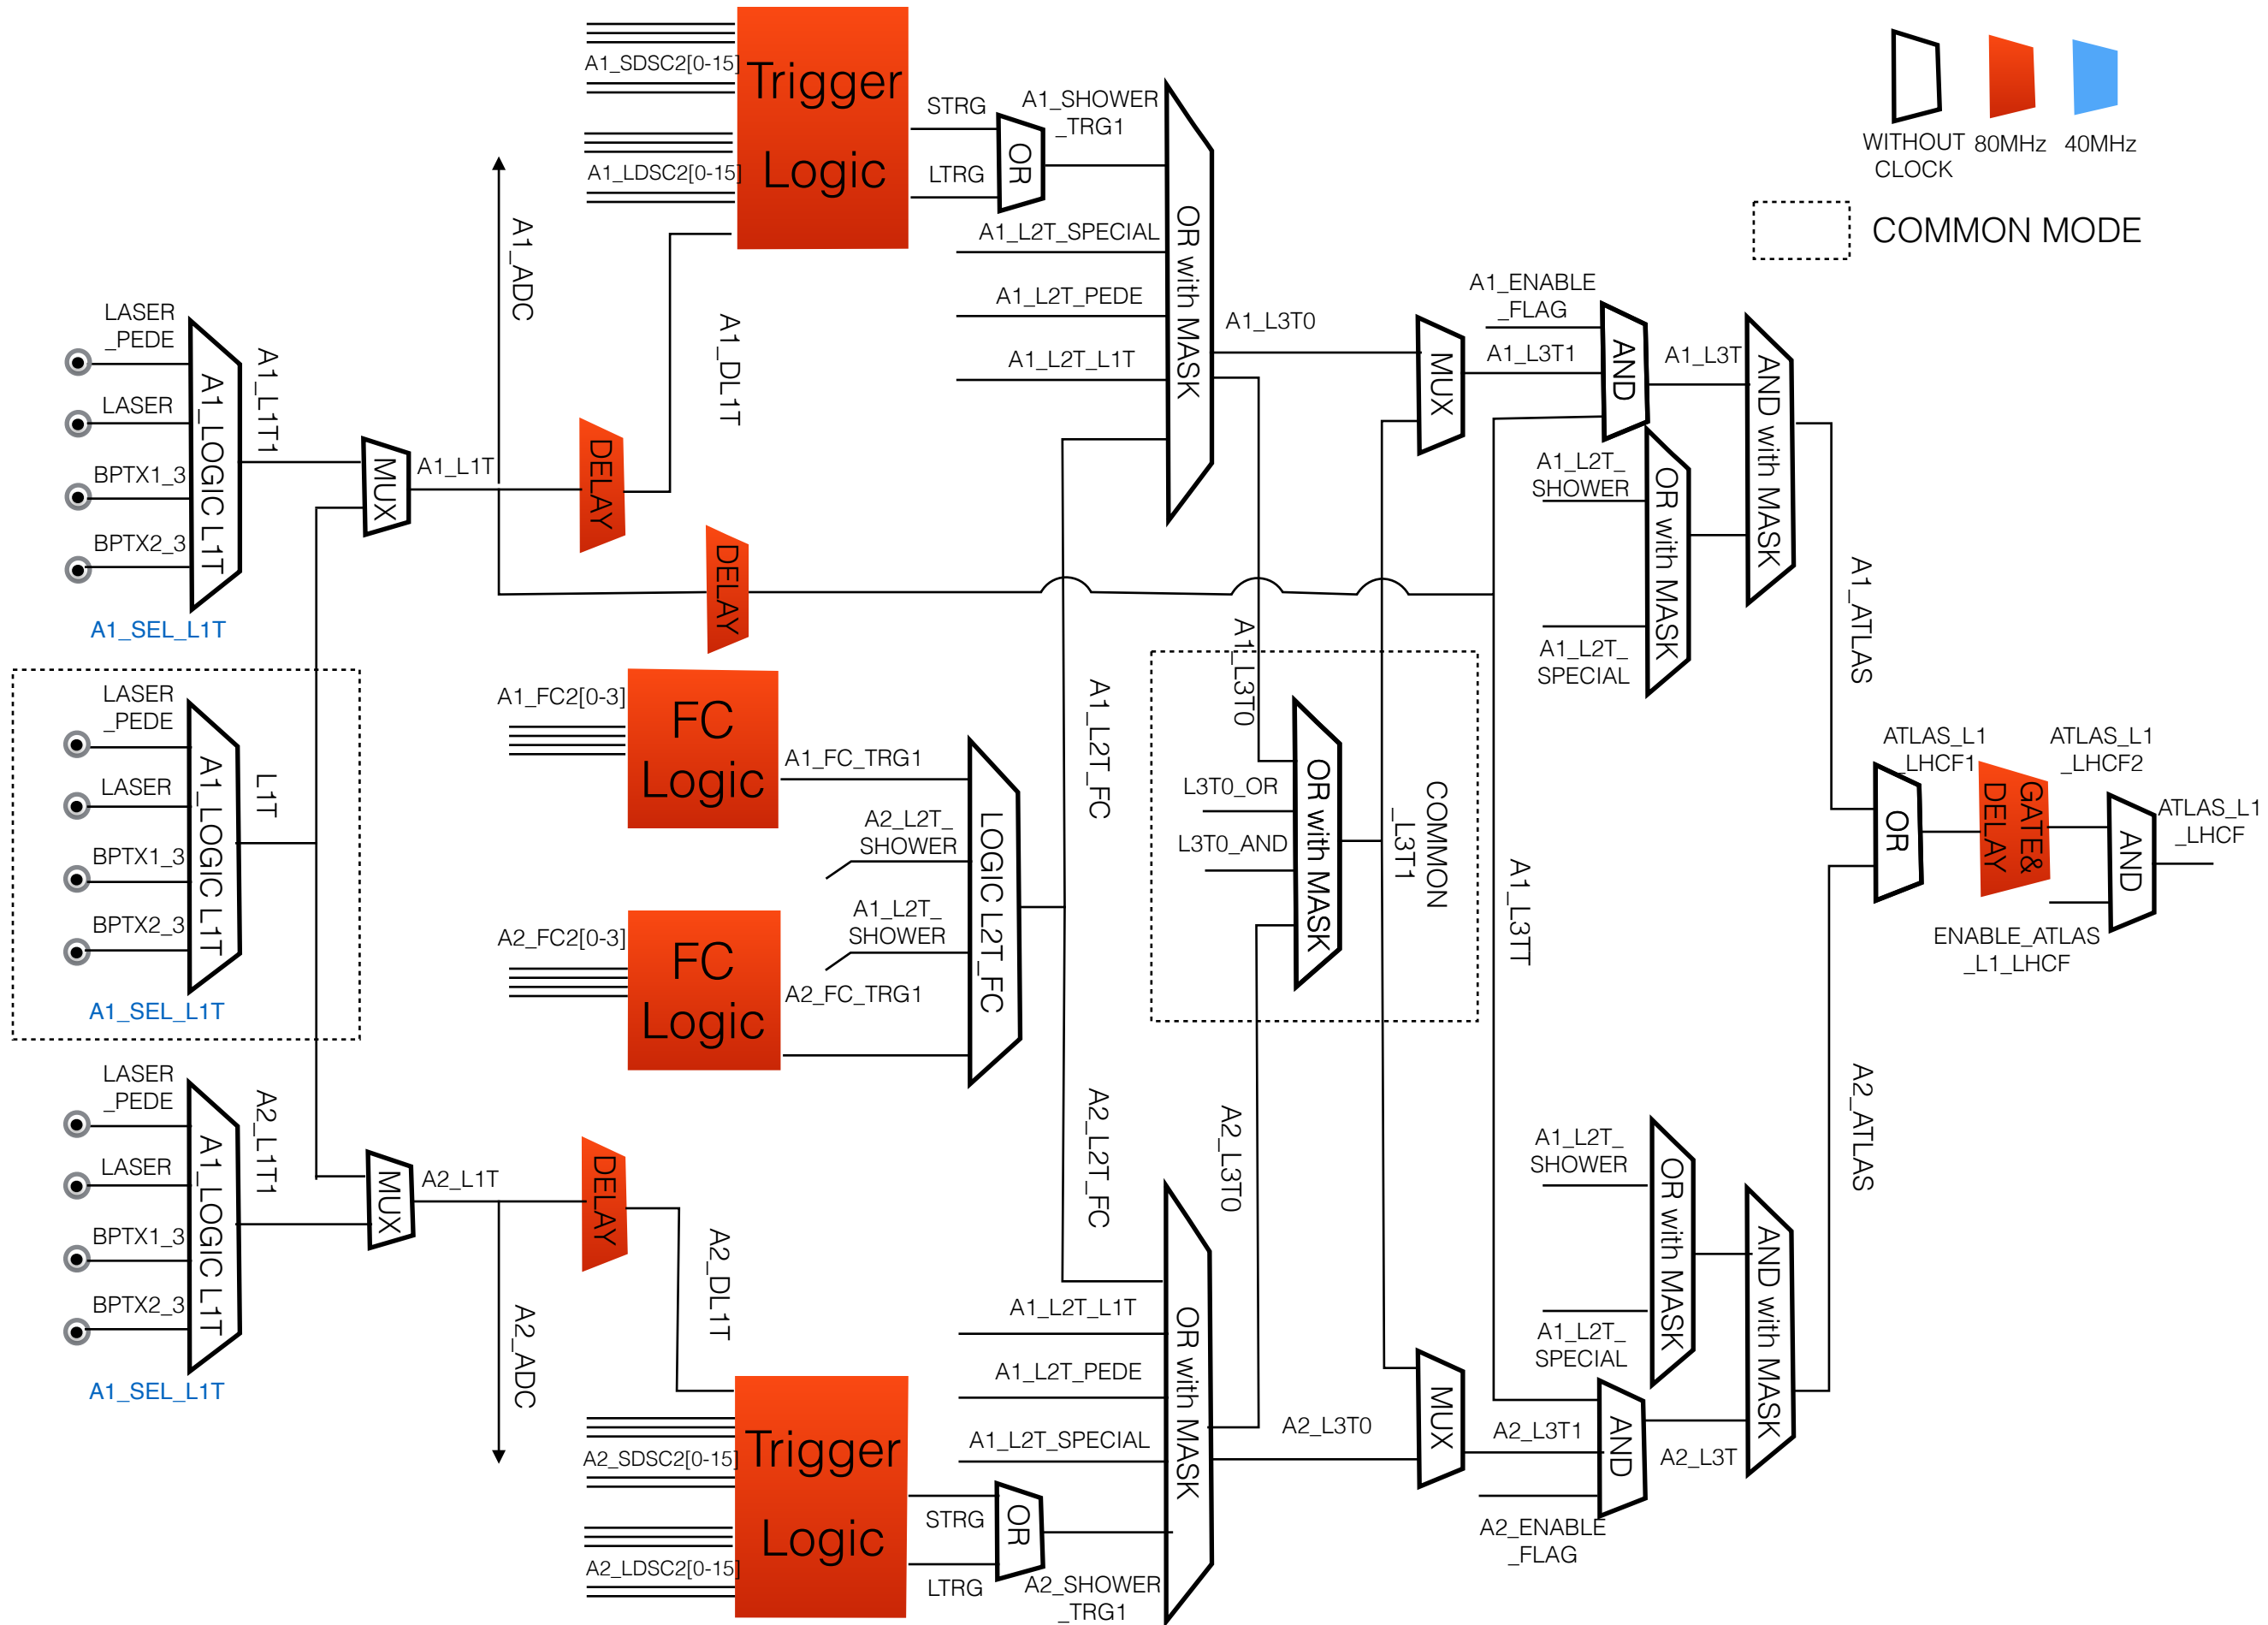 A1_SDSC2[0-15]
A1_LDSC2[0-15]
Trigger
Logic
STRG
LTRG
OR
A1_SHOWER
_TRG1
A1_L2T_SPECIAL
A1_L2T_PEDE
A1_L2T_L1T
OR with MASK
WITHOUT
CLOCK
80MHz
40MHz
COMMON MODE
LASER
_PEDE
LASER
BPTX1_3
BPTX2_3
A1_LOGIC L1T
A1_L1T1
A1_SEL_L1T
MUX
A1_L1T
A1_ADC
DELAY
A1_DL1T
DELAY
A1_L3T0
MUX
A1_ENABLE
_FLAG
A1_L3T1
AND
A1_L3T
AND with MASK
A1_L2T_
SHOWER
OR with MASK
A1_L2T_
SPECIAL
A1_ATLAS
LASER
_PEDE
LASER
BPTX1_3
BPTX2_3
A1_LOGIC L1T
L1T
A1_SEL_L1T
A1_FC2[0-3]
FC
Logic
A1_FC_TRG1
A2_L2T_
SHOWER
A1_L2T_
SHOWER
A2_FC2[0-3]
FC
Logic
A2_FC_TRG1
LOGIC L2T_FC
A1_L2T_FC
A2_L2T_FC
A1_L3T0
L3T0_OR
L3T0_AND
OR with MASK
COMMON
_L3T1
A2_L3T0
A1_L3TT
ATLAS_L1
_LHCF1
OR
GATE&
DELAY
ATLAS_L1
_LHCF2
AND
ATLAS_L1
_LHCF
ENABLE_ATLAS
_L1_LHCF
LASER
_PEDE
LASER
BPTX1_3
BPTX2_3
A1_LOGIC L1T
A2_L1T1
A1_SEL_L1T
MUX
A2_L1T
A2_ADC
DELAY
A2_DL1T
A2_SDSC2[0-15]
A2_LDSC2[0-15]
Trigger
Logic
STRG
LTRG
OR
A2_SHOWER
_TRG1
A1_L2T_L1T
A1_L2T_PEDE
A1_L2T_SPECIAL
OR with MASK
A2_L3T0
MUX
A2_L3T1
A2_ENABLE
_FLAG
AND
A2_L3T
A1_L2T_
SHOWER
A1_L2T_
SPECIAL
OR with MASK
AND with MASK
A2_ATLAS